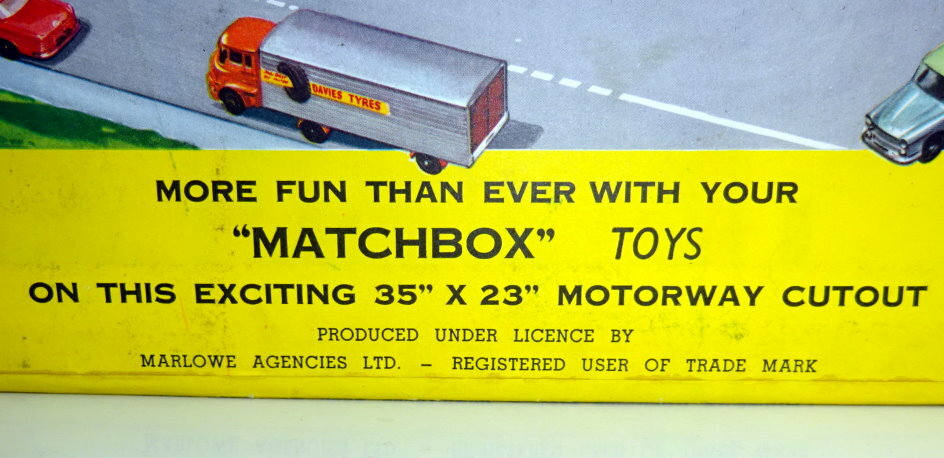 DAVIES TYRES
MORE FUN THAN EVER WITH YOUR
“MATCHBOX” TOYS
ON THIS EXCITING 35” X 23” MOTORWAY CUTOUT
PRODUCED UNDER LICENCE BY
MARLOWE AGENCIES LTD. – REGISTERED USER OF TRADE MARK